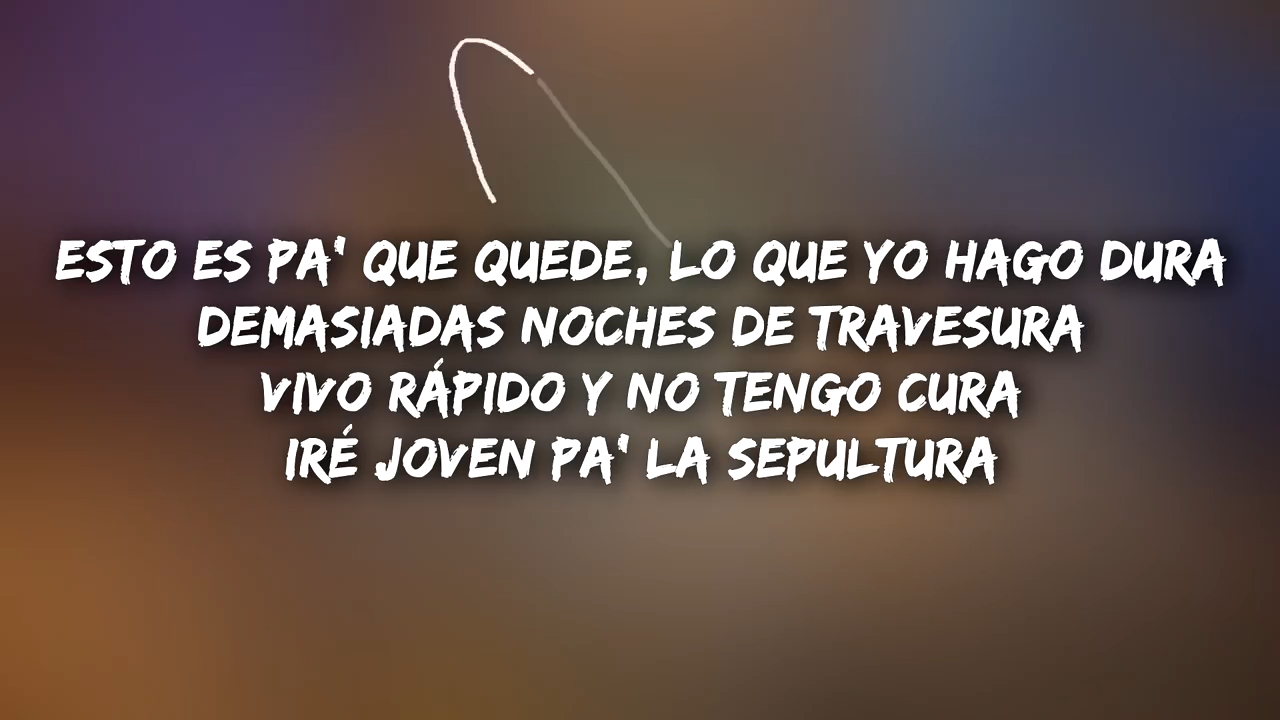 ESTO ES PA' QUE QUEDE, LO QUE YO HAGO DURA
DEMASIADAS NOCHES DE TRAVESURA
VIVO RÁPIDO Y NO TENGO CURA
IRÉ JOVEN PA' LA SEPULTURA